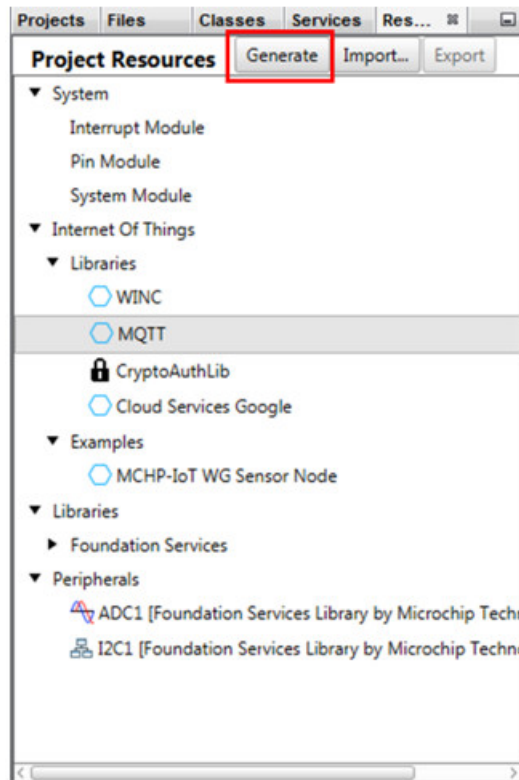 Projects Files Classes Services Res...
Project Resources Generate Import... Export
System
Interrupt Module
Pin Module
System Module
Internet Of Things
Libraries
WINC
MQTT
CryptoAuthLib
Cloud Services Google
Examples
MCHP-IoT WG Sensor Node
Libraries
Foundation Services
Peripherals
ADC1 [Foundation Services Library by Microchip Techn
I2C1 [Foundation Services Library by Microchip Techno